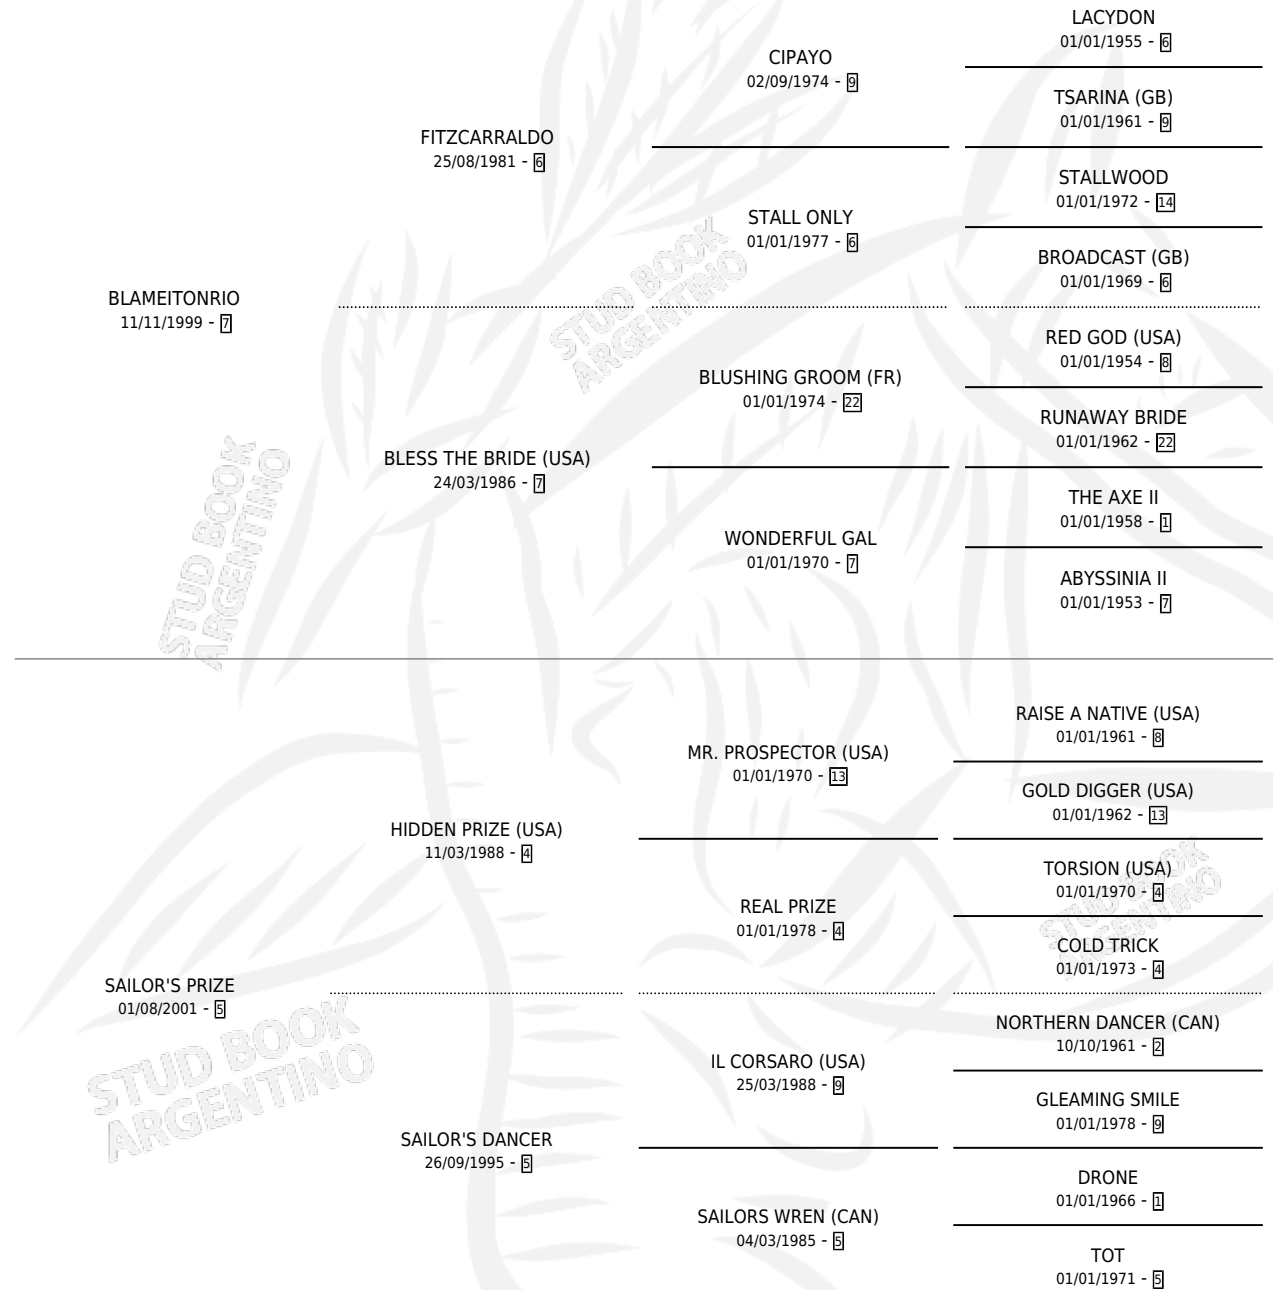 LACYDON
01/01/1955 - 6
CIPAYO
02/09/1974 - 9
TSARINA (GB)
01/01/1961 - 9
FITZCARRALDO
25/08/1981 - 6
STALLWOOD
01/01/1972 - 14
STALL ONLY
01/01/1977 - 6
BROADCAST (GB)
01/01/1969 - 6
BLAMEITONRIO
11/11/1999 - 7
RED GOD (USA)
01/01/1954 - 8
BLUSHING GROOM (FR)
01/01/1974 - 22
RUNAWAY BRIDE
01/01/1962 - 22
BLESS THE BRIDE (USA)
24/03/1986 - 7
THE AXE II
01/01/1958 - 1
WONDERFUL GAL
01/01/1970 - 7
ABYSSINIA II
01/01/1953 - 7
STUD BOOK
ARGENTINO
STUD BOOK
ARGENTINO
RAISE A NATIVE (USA)
01/01/1961 - 8
MR. PROSPECTOR (USA)
01/01/1970 - 13
GOLD DIGGER (USA)
01/01/1962 - 13
HIDDEN PRIZE (USA)
11/03/1988 - 4
TORSION (USA)
01/01/1970 - 4
REAL PRIZE
01/01/1978 - 4
COLD TRICK
01/01/1973 - 4
STUD BOOK
ARGENTINO
SAILOR'S PRIZE
01/08/2001 - 5
NORTHERN DANCER (CAN)
10/10/1961 - 2
IL CORSARO (USA)
25/03/1988 - 9
GLEAMING SMILE
01/01/1978 - 9
STUD BOOK
ARGENTINO
SAILOR'S DANCER
26/09/1995 - 5
DRONE
01/01/1966 - 1
SAILORS WREN (CAN)
04/03/1985 - 5
TOT
01/01/1971 - 5